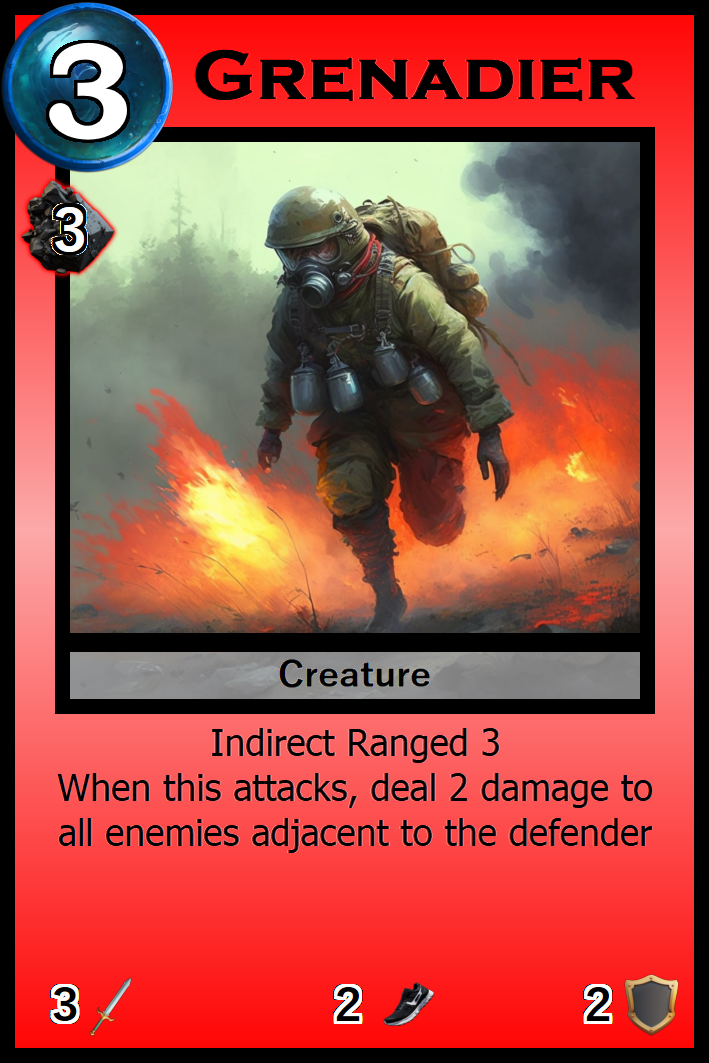 3
Grenadier
3
Creature
Indirect Ranged 3
When this attacks, deal 2 damage to
all enemies adjacent to the defender
3
2
2